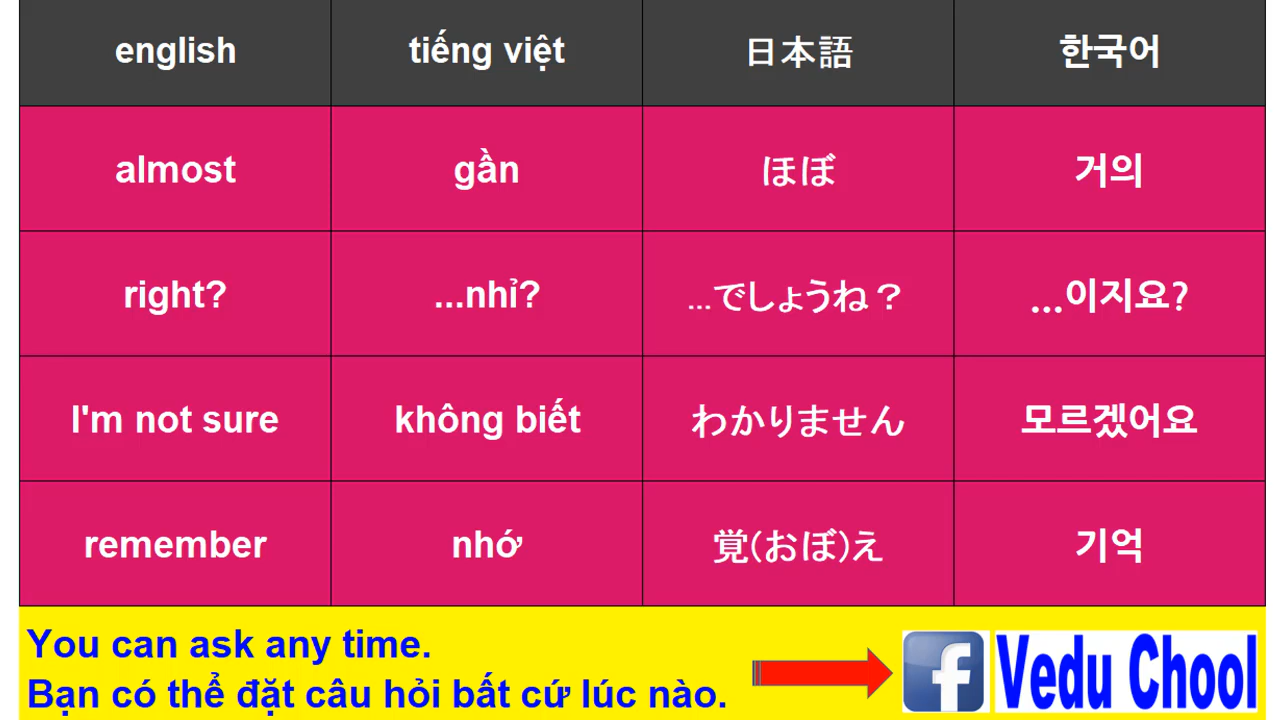 english tiếng việt 日本語 한국어
almost gần ほぼ 거의
right? ...nhỉ? ...でしょうね？ ...이지요?
I'm not sure không biết わかりません 모르겠어요
remember nhớ 覚(おぼ)え 기억
You can ask any time.
Bạn có thể đặt câu hỏi bất cứ lúc nào.
f Vedu Chool